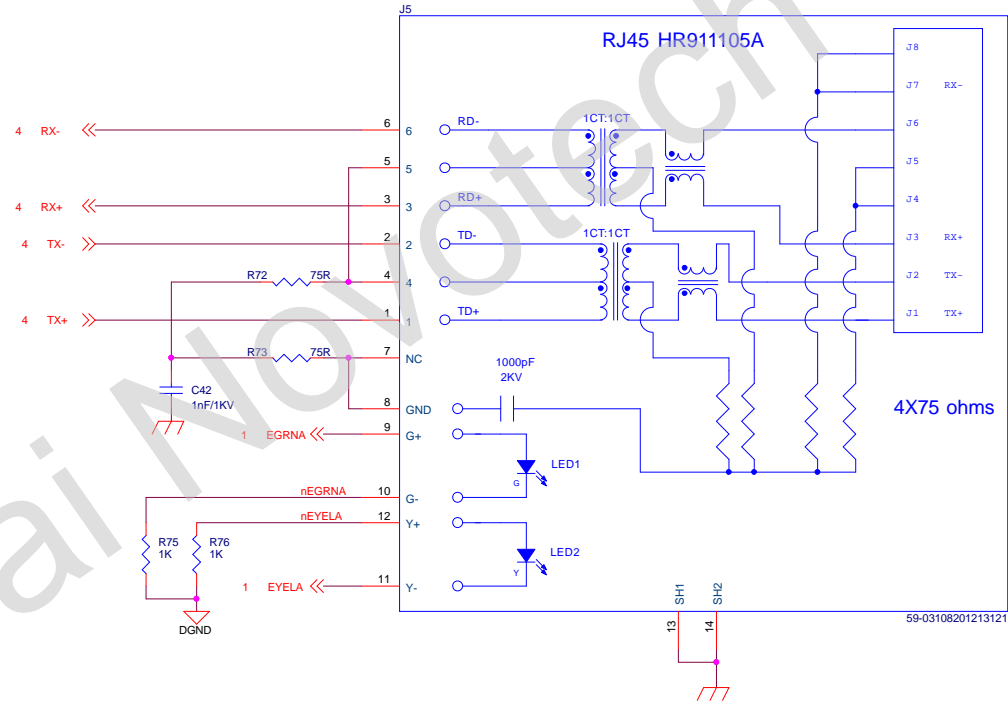 J5
RJ45 HR911105A
J8
J7 RX-
J6
J5
J4
J3 RX+
J2 TX-
J1 TX+
1CT:1CT
1CT:1CT
4 RX-
6
6
RD-
5
5
4 RX+
3
3
RD+
4 TX-
2
2
TD-
R72 75R
4
4
4 TX+
1
1
TD+
R73 75R
7
NC
C42
1nF/1KV
1000pF
2KV
8
GND
4X75 ohms
1 EGRNA
9
G+
LED1
G
nEGRNA
10
G-
nEYELA
12
Y+
R75
1K
R76
1K
LED2
Y
1 EYELA
11
Y-
DGND
SH1
SH2
13
14
59-03108201213121
ai Novotech